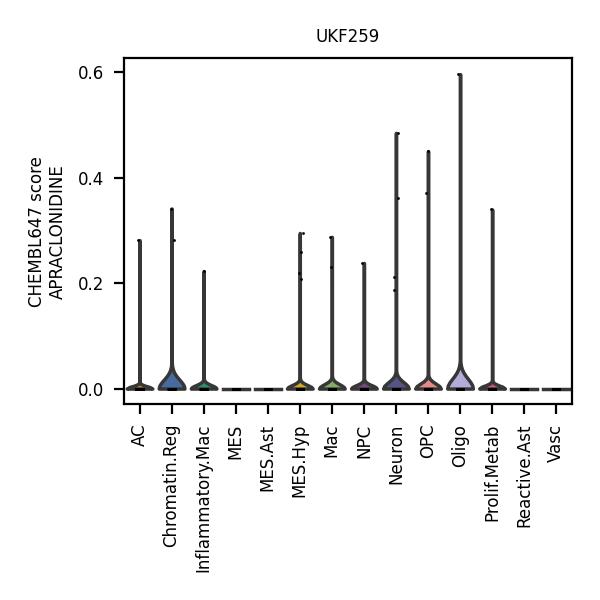 UKF259
CHEMBL647 score
APRACLONIDINE
0.6
0.4
0.2
0.0
AC
Chromatin.Reg
Inflammatory.Mac
MES
MES.Ast
MES.Hyp
Mac
NPC
Neuron
OPC
Oligo
Prolif.Metab
Reactive.Ast
Vasc